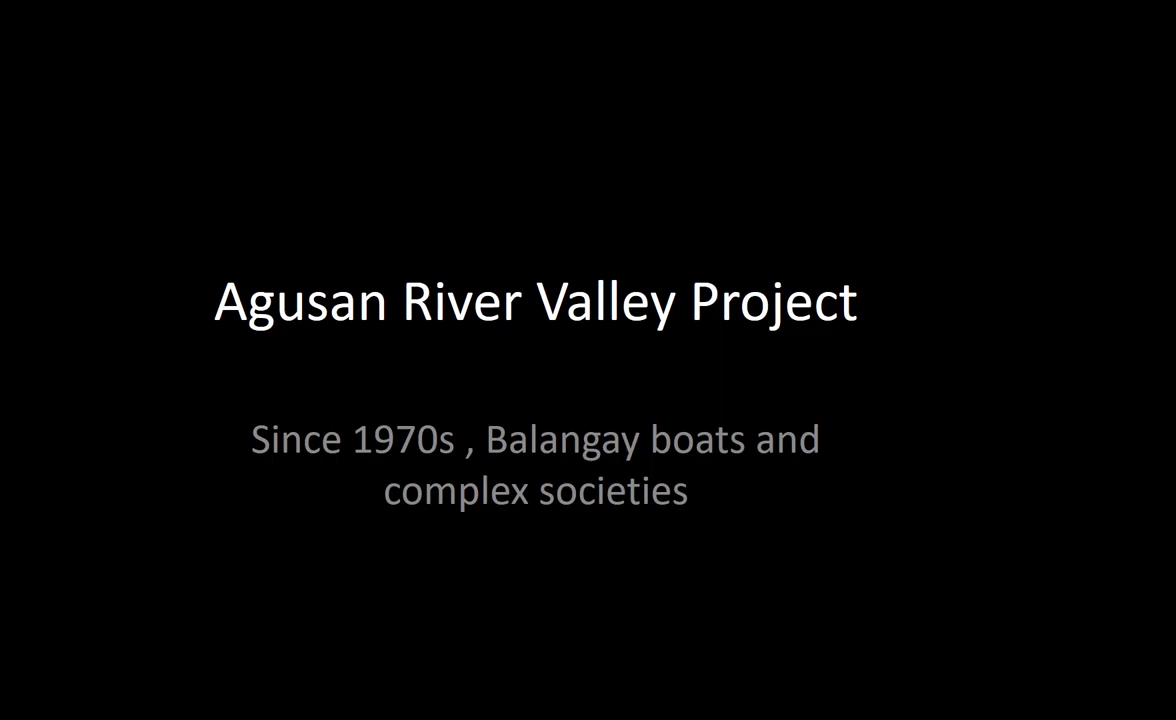 Agusan River Valley Project
Since 1970s , Balangay boats and
complex societies